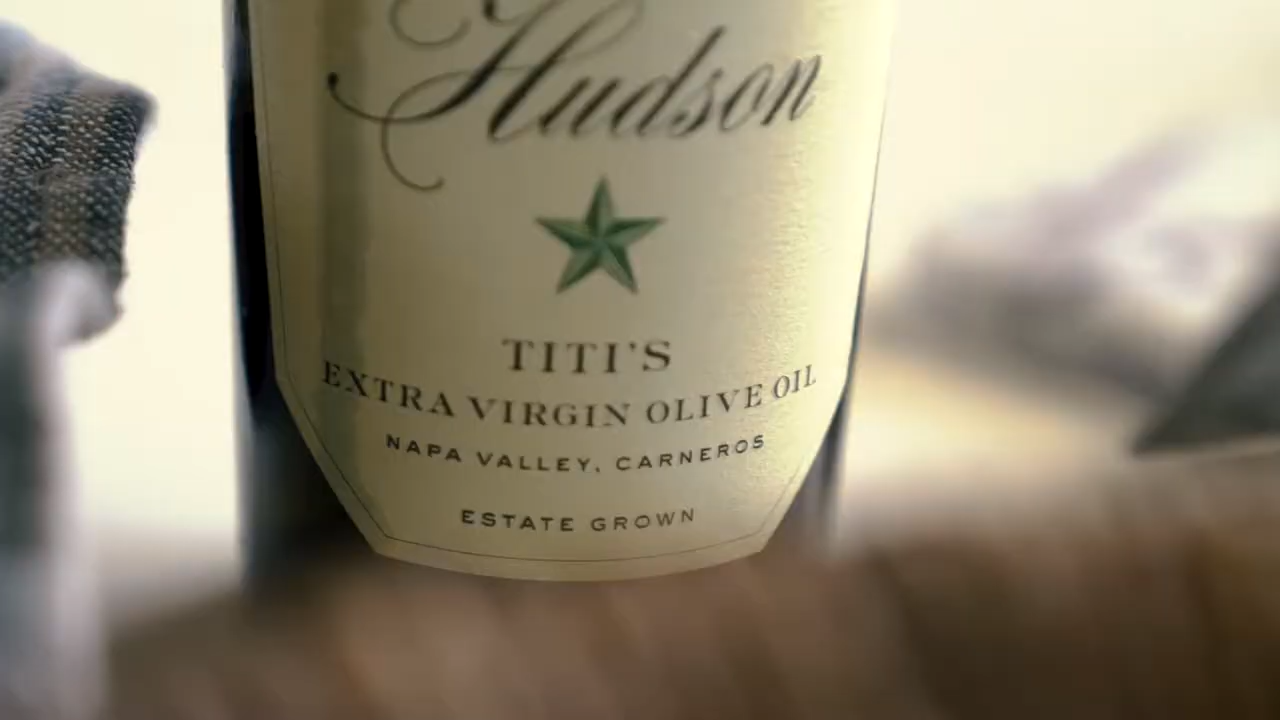 Hudson
TITI'S
EXTRA VIRGIN OLIVE OIL
NAPA VALLEY, CARNEROS
ESTATE GROWN